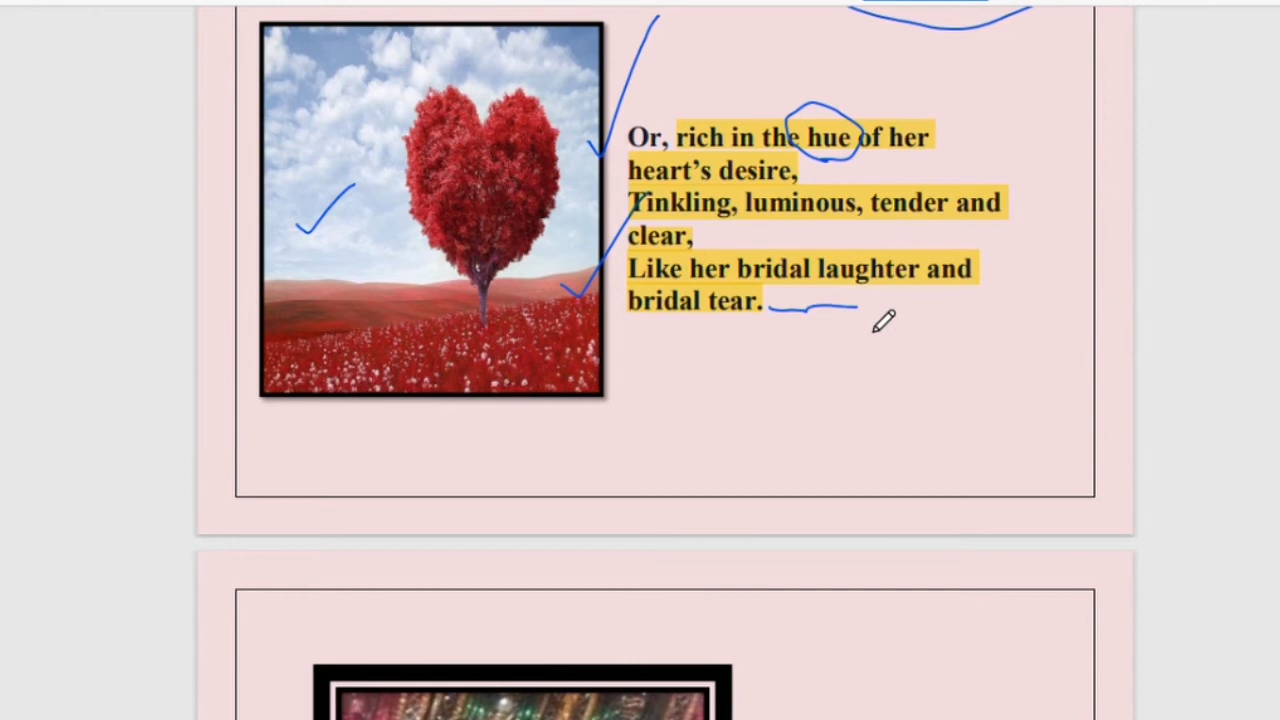 Or, rich in the hue of her
heart’s desire,
Tinkling, luminous, tender and
clear,
Like her bridal laughter and
bridal tear.